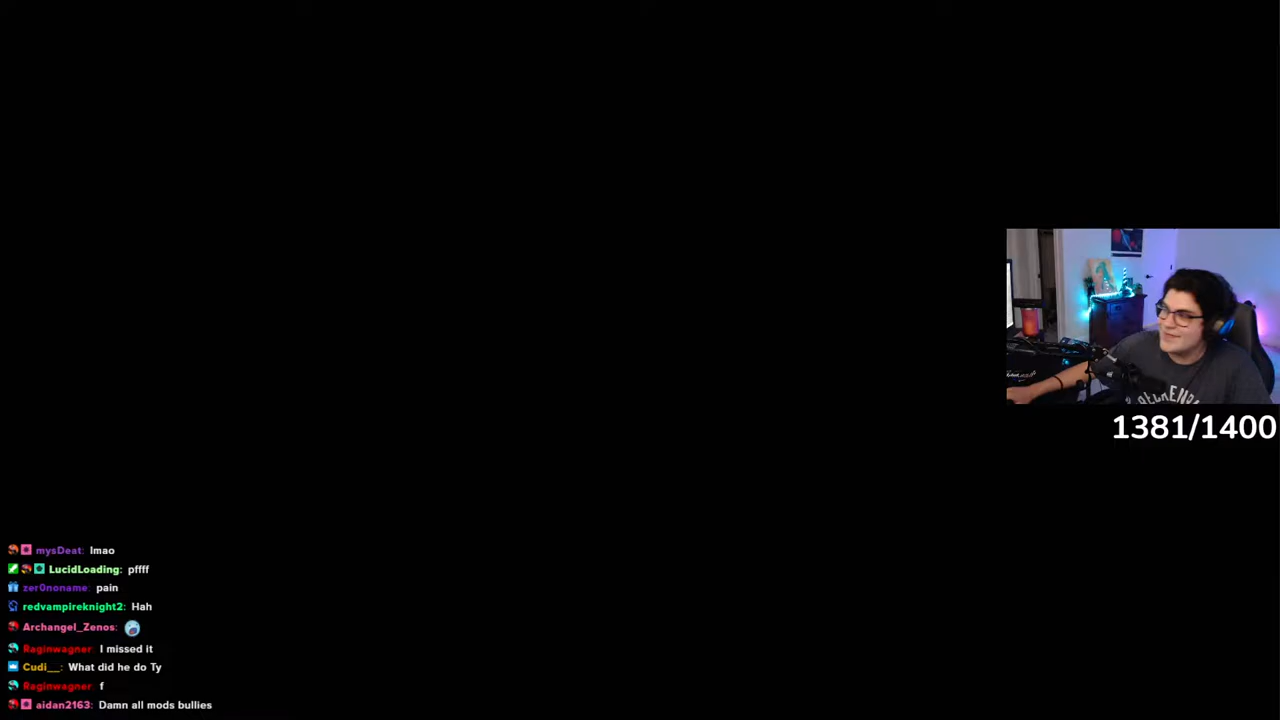 1381/1400
mysDeat: lmao
LucidLoading: pffff
zer0noname: pain
redvampireknight2: Hah
Archangel_Zenos:
Raginwagner: I missed it
Cudi__: What did he do Ty
Raginwagner: f
aidan2163: Damn all mods bullies